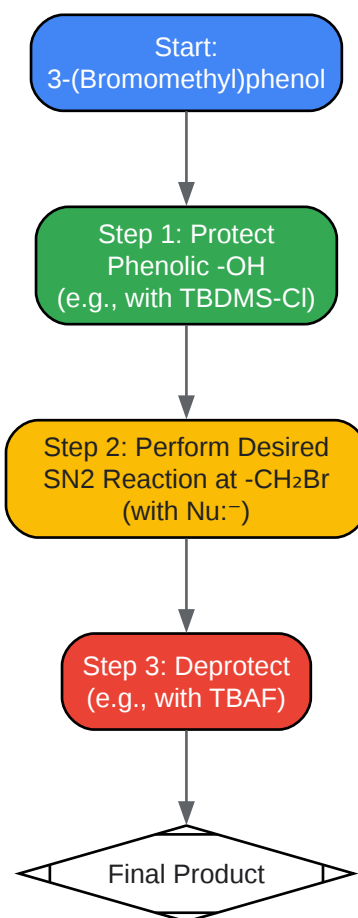 Start:
3-(Bromomethyl)phenol
Step 1: Protect
Phenolic -OH
(e.g., with TBDMS-Cl)
Step 2: Perform Desired
SN2 Reaction at -CH₂Br
(with Nu:⁻)
Step 3: Deprotect
(e.g., with TBAF)
Final Product